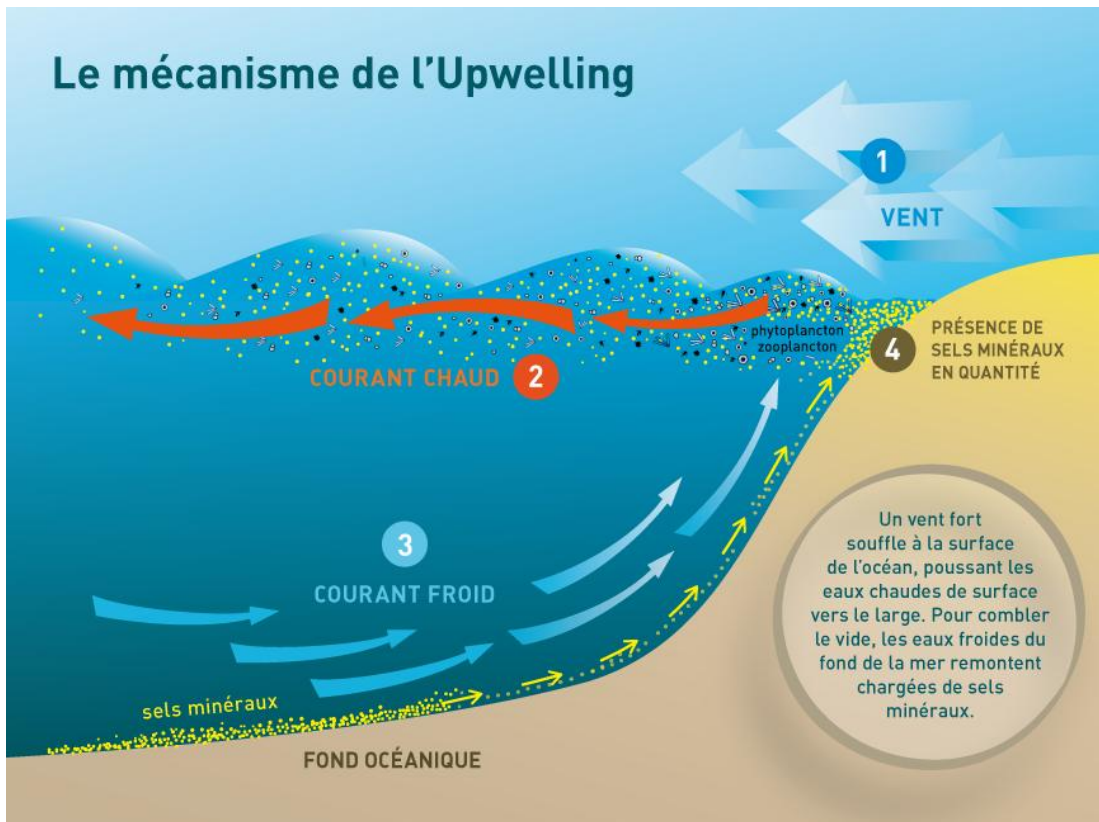 Le mécanisme de l'Upwelling
1
VENT
phytoplancton
zooplancton
4
PRÉSENCE DE
SELS MINÉRAUX
EN QUANTITÉ
COURANT CHAUD 2
3
COURANT FROID
Un vent fort
souffle à la surface
de l'océan, poussant les
eaux chaudes de surface
vers le large. Pour combler
le vide, les eaux froides du
fond de la mer remontent
chargées de sels
minéraux.
sels minéraux
FOND OCÉANIQUE